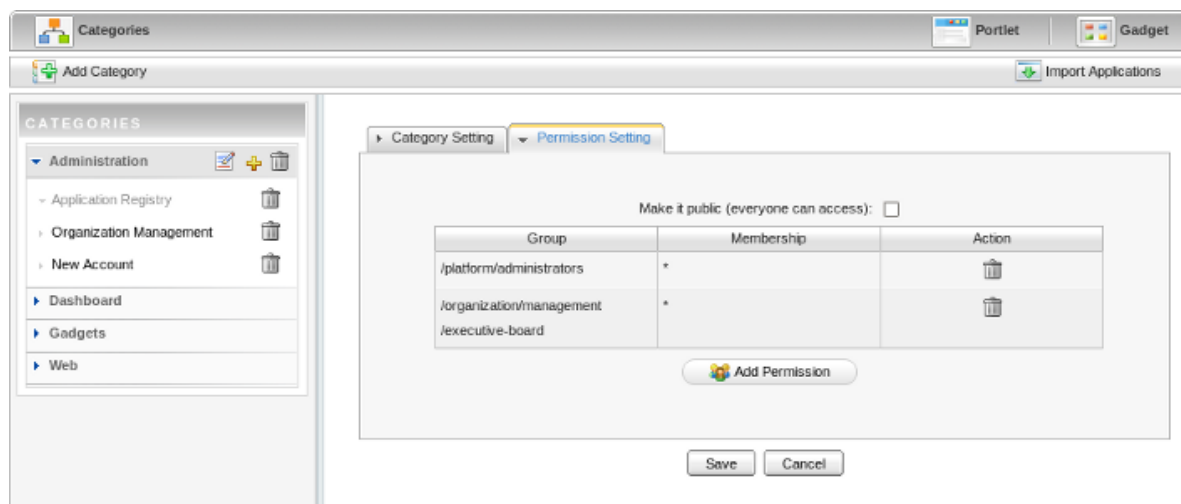 Categories
Portlet
Gadget
Add Category
Import Applications
CATEGORIES
Administration
Application Registry
Organization Management
New Account
Dashboard
Gadgets
Web
Category Setting
Permission Setting
Make it public (everyone can access):
Group Membership Action
/platform/administrators *
/organization/management *
/executive-board
Add Permission
Save
Cancel